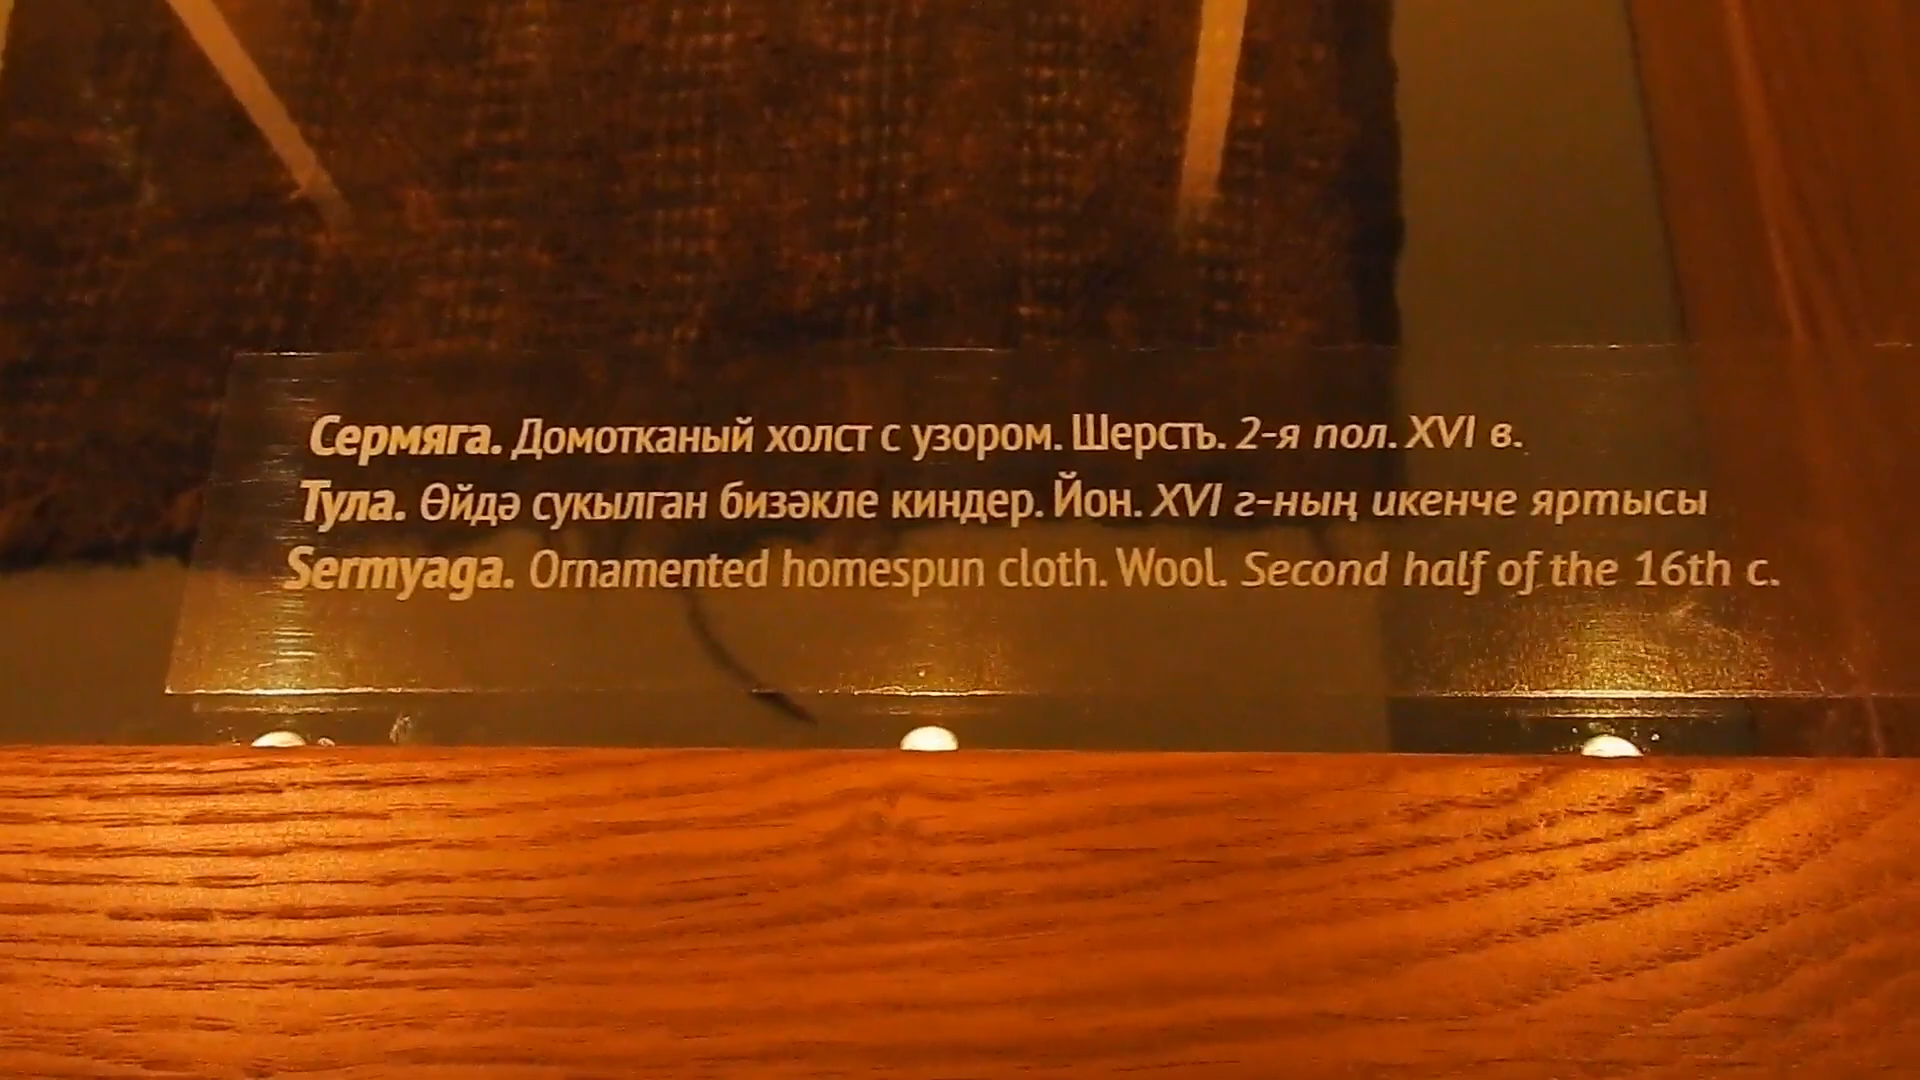 Сермяга. Домотканый холст с узором. Шерсть. 2-я пол. XVI в.
Тула. Өйдә сукылган бизәкле киндер. Йон. XVI г-ның икенче яртысы
Sermyaga. Ornamented homespun cloth. Wool. Second half of the 16th c.